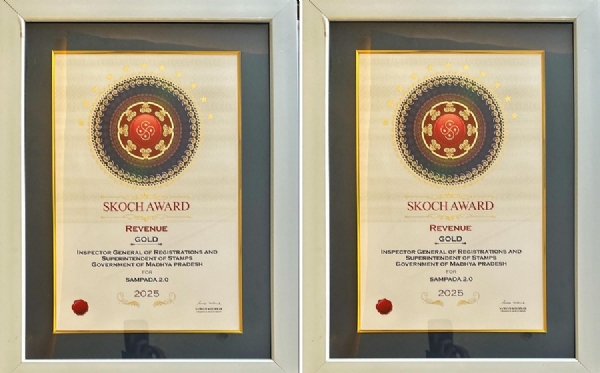 SKOCH AWARD
REVENUE
GOLD
INSPECTOR GENERAL OF REGISTRATIONS AND
SUPERINTENDENT OF STAMPS
GOVERNMENT OF MADHYA PRADESH
FOR
SAMPADA 2.0
2025
SKOCH AWARD
REVENUE
GOLD
INSPECTOR GENERAL OF REGISTRATIONS AND
SUPERINTENDENT OF STAMPS
GOVERNMENT OF MADHYA PRADESH
FOR
SAMPADA 2.0
2025